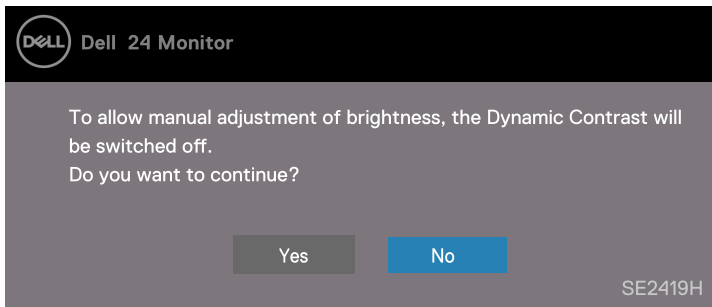 DELL Dell 24 Monitor
To allow manual adjustment of brightness, the Dynamic Contrast will
be switched off.
Do you want to continue?
Yes No
SE2419H